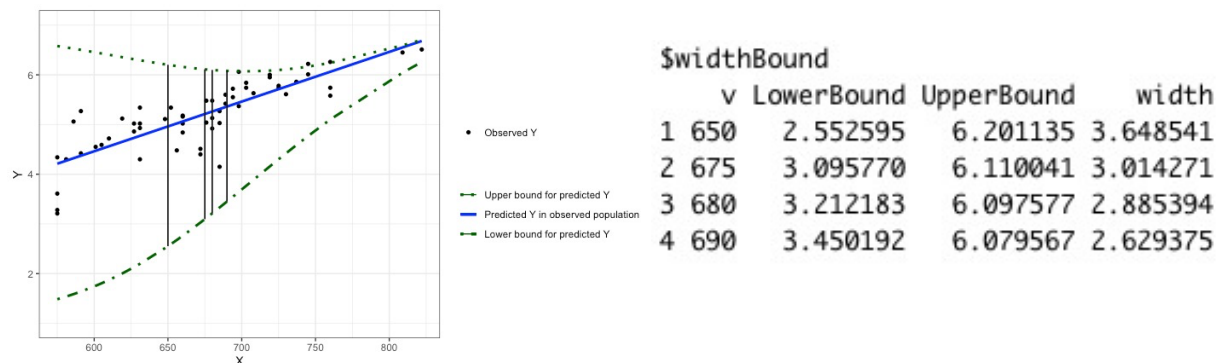 6
4
2
Y
600
650
700
750
800
X
Observed Y
Upper bound for predicted Y
Predicted Y in observed population
Lower bound for predicted Y
$widthBound
v LowerBound UpperBound width
1 650 2.552595 6.201135 3.648541
2 675 3.095770 6.110041 3.014271
3 680 3.212183 6.097577 2.885394
4 690 3.450192 6.079567 2.629375